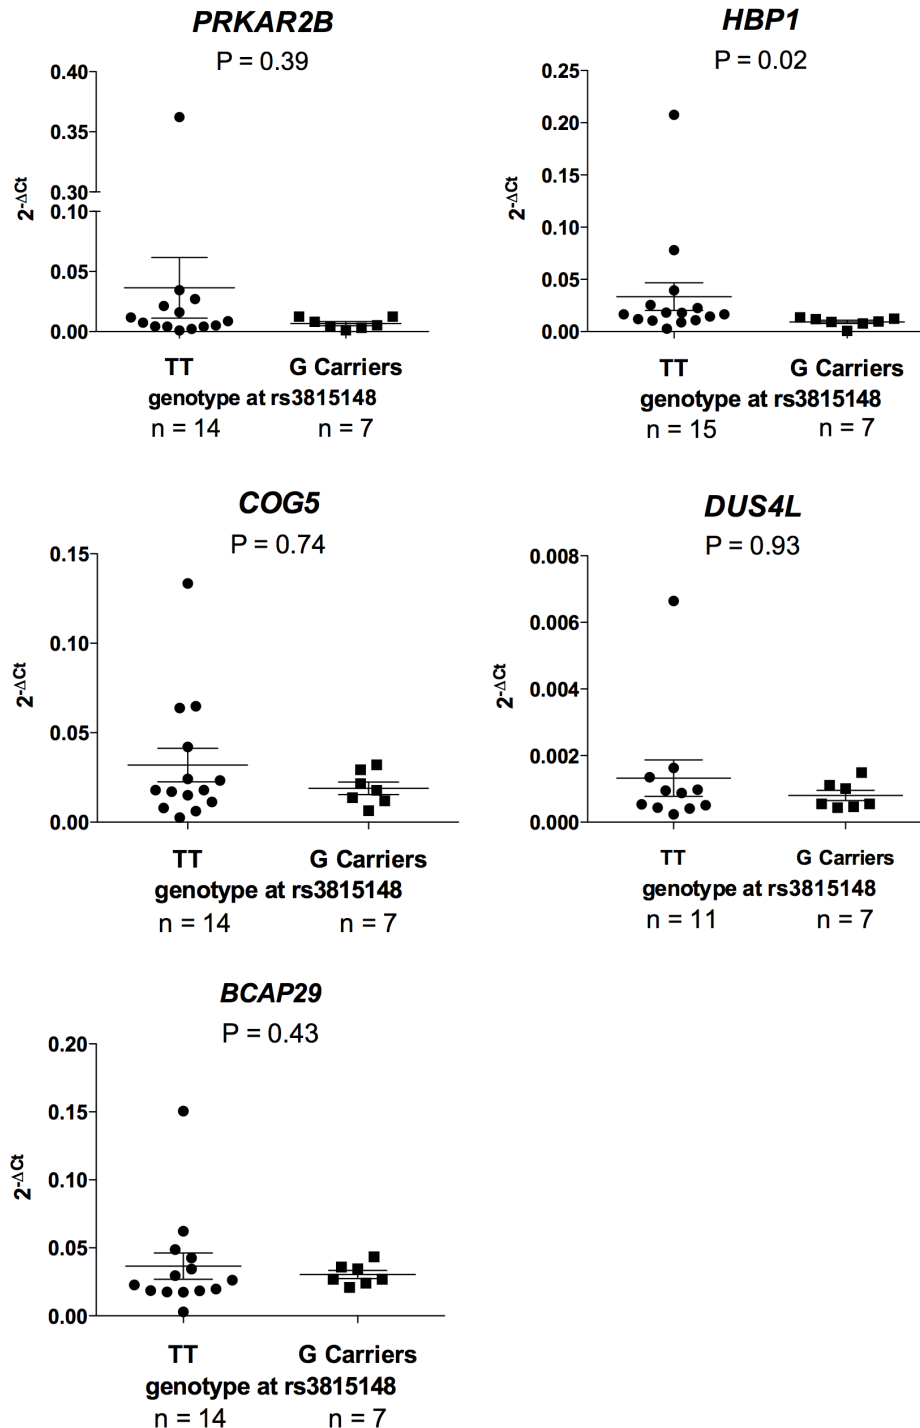 PRKAR2B
P = 0.39
0.40
0.35
0.30
0.10
0.05
0.00
2-ΔCt
TT
G Carriers
genotype at rs3815148
n = 14
n = 7
HBP1
P = 0.02
0.25
0.20
0.15
0.10
0.05
0.00
2-ΔCt
TT
G Carriers
genotype at rs3815148
n = 15
n = 7
COG5
P = 0.74
0.15
0.10
0.05
0.00
2-ΔCt
TT
G Carriers
genotype at rs3815148
n = 14
n = 7
DUS4L
P = 0.93
0.008
0.006
0.004
0.002
0.000
2-ΔCt
TT
G Carriers
genotype at rs3815148
n = 11
n = 7
BCAP29
P = 0.43
0.20
0.15
0.10
0.05
0.00
2-ΔCt
TT
G Carriers
genotype at rs3815148
n = 14
n = 7